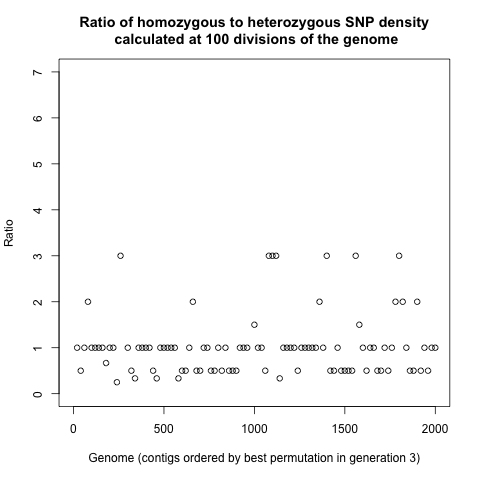 Ratio of homozygous to heterozygous SNP density
calculated at 100 divisions of the genome
Ratio
7
6
5
4
3
2
1
0
0 500 1000 1500 2000
Genome (contigs ordered by best permutation in generation 3)